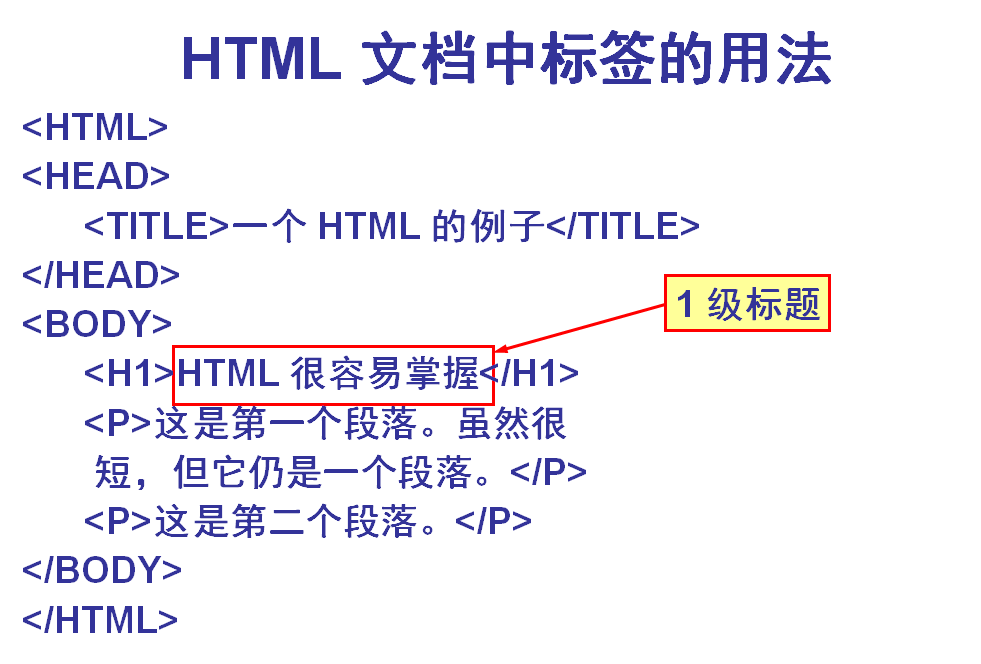 HTML 文档中标签的用法
<HTML>
<HEAD>
<TITLE>一个 HTML 的例子</TITLE>
</HEAD>
1 级标题
<BODY>
<H1>HTML 很容易掌握</H1>
<P>这是第一个段落。虽然很
短，但它仍是一个段落。</P>
<P>这是第二个段落。</P>
</BODY>
</HTML>